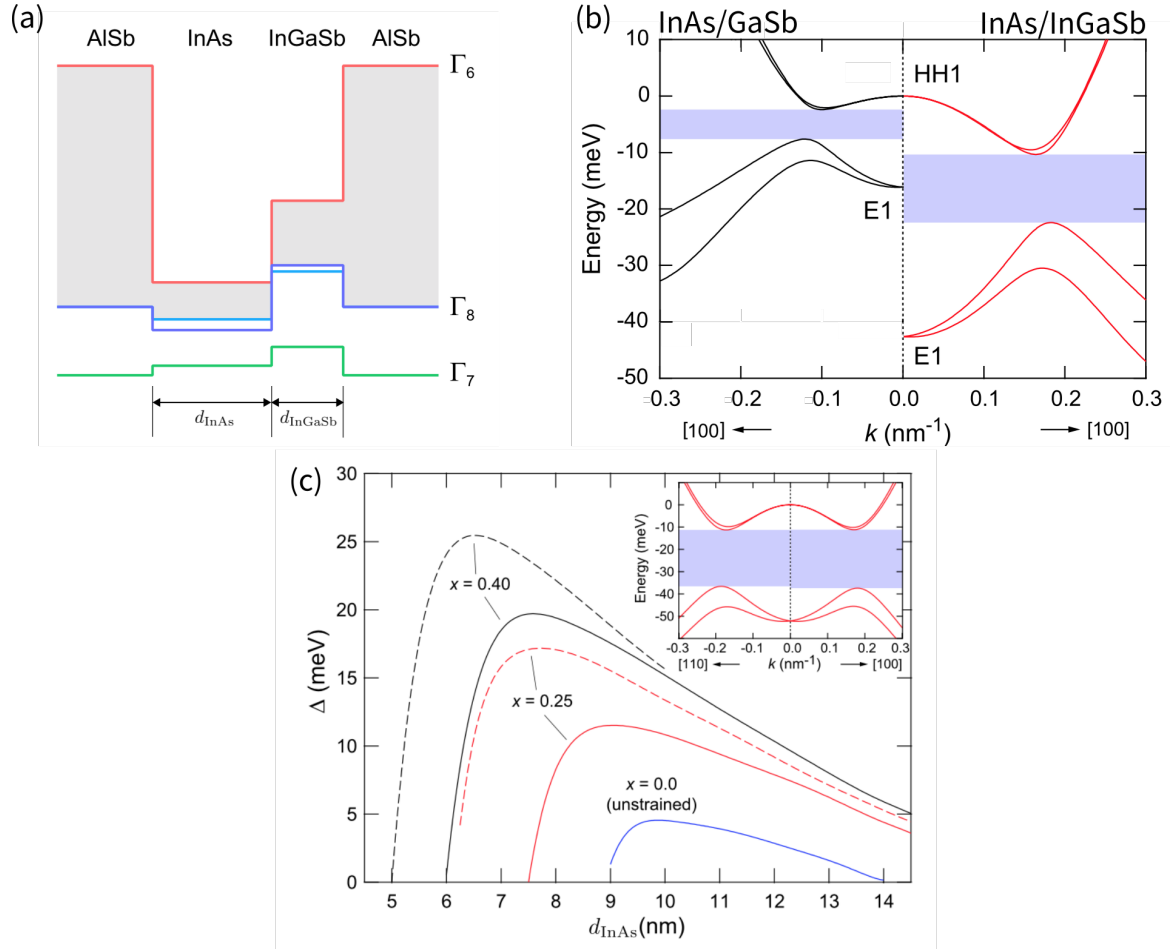 (a)
AlSb InAs InGaSb AlSb
Γ6
Γ8
Γ7
dInAs dInGaSb
(b)
InAs/GaSb InAs/InGaSb
10
0
-10
-20
-30
-40
-50
Energy (meV)
HH1
E1
E1
-0.3 -0.2 -0.1 0.0 0.1 0.2 0.3
[100] k (nm-1) [100]
(c)
30
25
20
15
10
5
0
Δ (meV)
x = 0.40
x = 0.25
x = 0.0
(unstrained)
5 6 7 8 9 10 11 12 13 14
dInAs(nm)
0
-10
-20
-30
-40
-50
Energy (meV)
-0.3 -0.2 -0.1 0.0 0.1 0.2 0.3
[110] k (nm-1) [100]